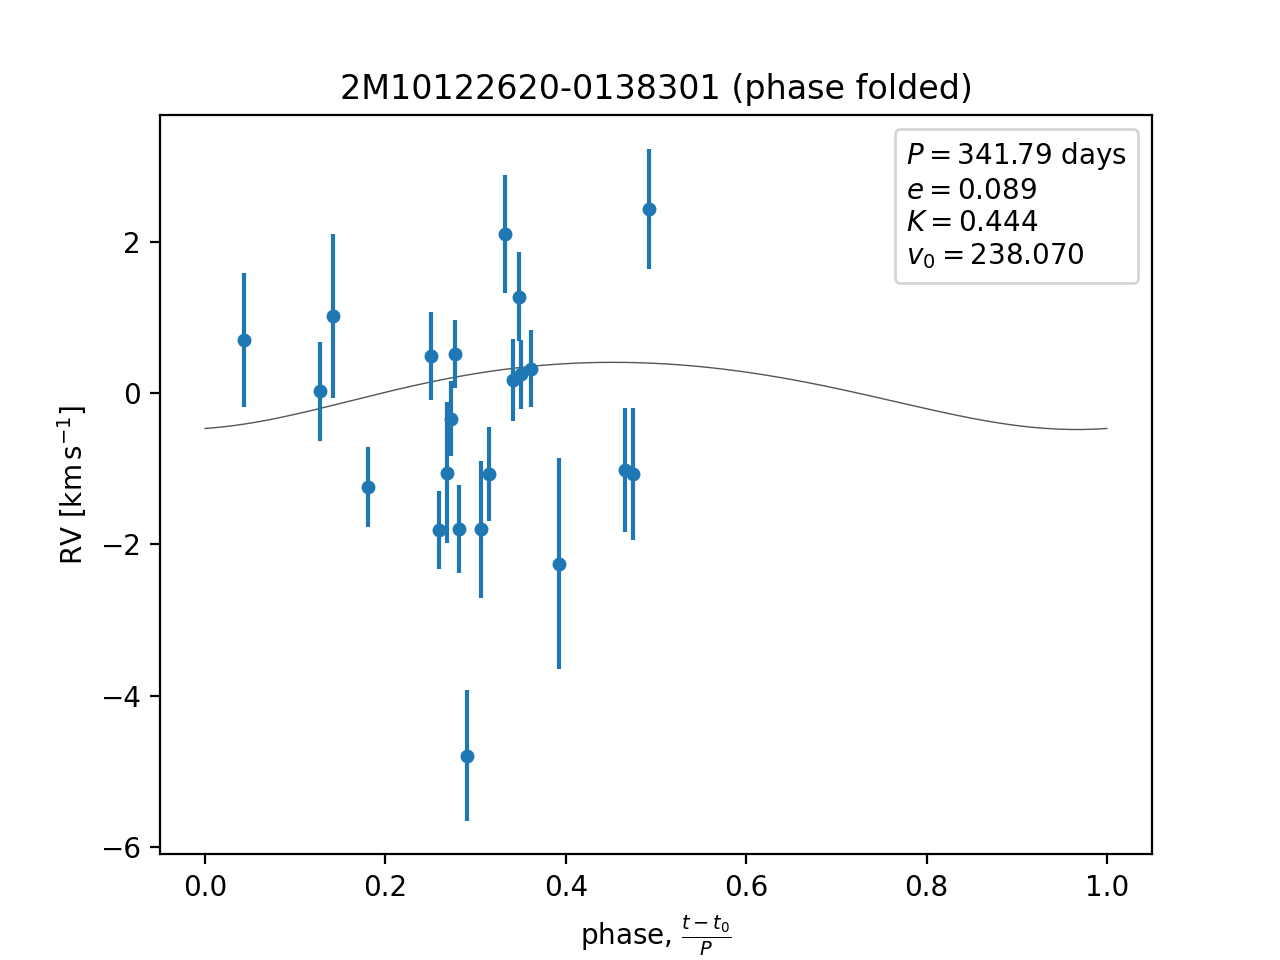 2M10122620-0138301 (phase folded)
P = 341.79 days
e = 0.089
K = 0.444
v₀ = 238.070
RV [km s⁻¹]
2
0
−2
−4
−6
0.0 0.2 0.4 0.6 0.8 1.0
phase, (t − t₀)/P